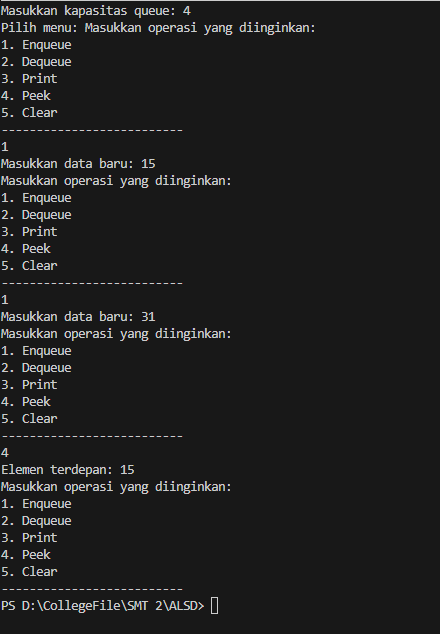 Masukkan kapasitas queue: 4
Pilih menu: Masukkan operasi yang diinginkan:
1. Enqueue
2. Dequeue
3. Print
4. Peek
5. Clear
--------------------------
1
Masukkan data baru: 15
Masukkan operasi yang diinginkan:
1. Enqueue
2. Dequeue
3. Print
4. Peek
5. Clear
--------------------------
1
Masukkan data baru: 31
Masukkan operasi yang diinginkan:
1. Enqueue
2. Dequeue
3. Print
4. Peek
5. Clear
--------------------------
4
Elemen terdepan: 15
Masukkan operasi yang diinginkan:
1. Enqueue
2. Dequeue
3. Print
4. Peek
5. Clear
--------------------------
PS D:\CollegeFile\SMT 2\ALSD>